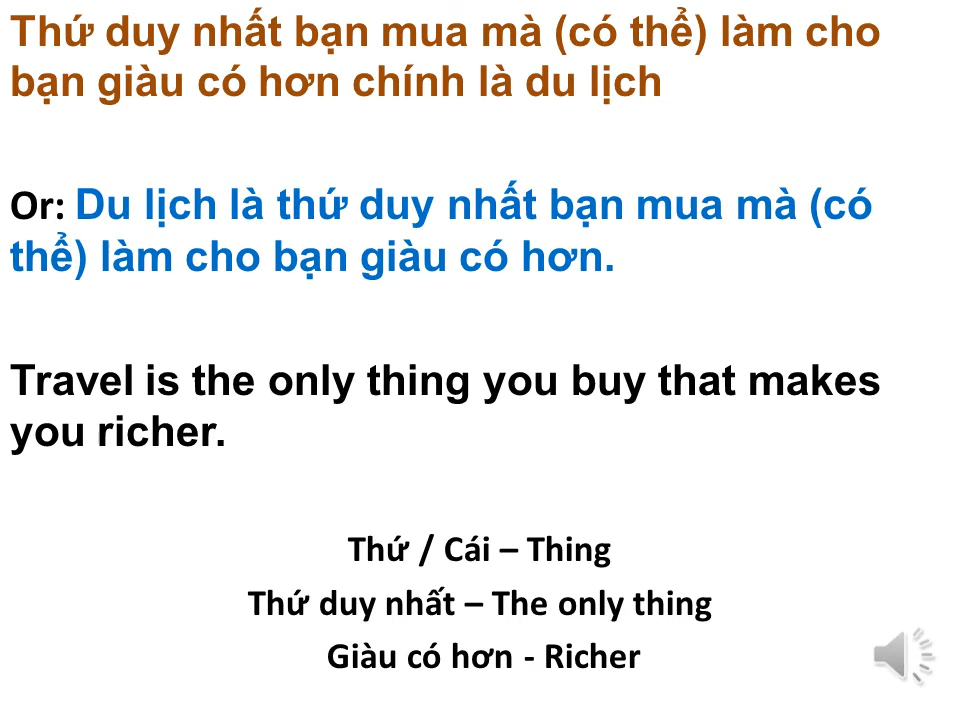 Thứ duy nhất bạn mua mà (có thể) làm cho
bạn giàu có hơn chính là du lịch
Or: Du lịch là thứ duy nhất bạn mua mà (có
thể) làm cho bạn giàu có hơn.
Travel is the only thing you buy that makes
you richer.
Thứ / Cái – Thing
Thứ duy nhất – The only thing
Giàu có hơn - Richer